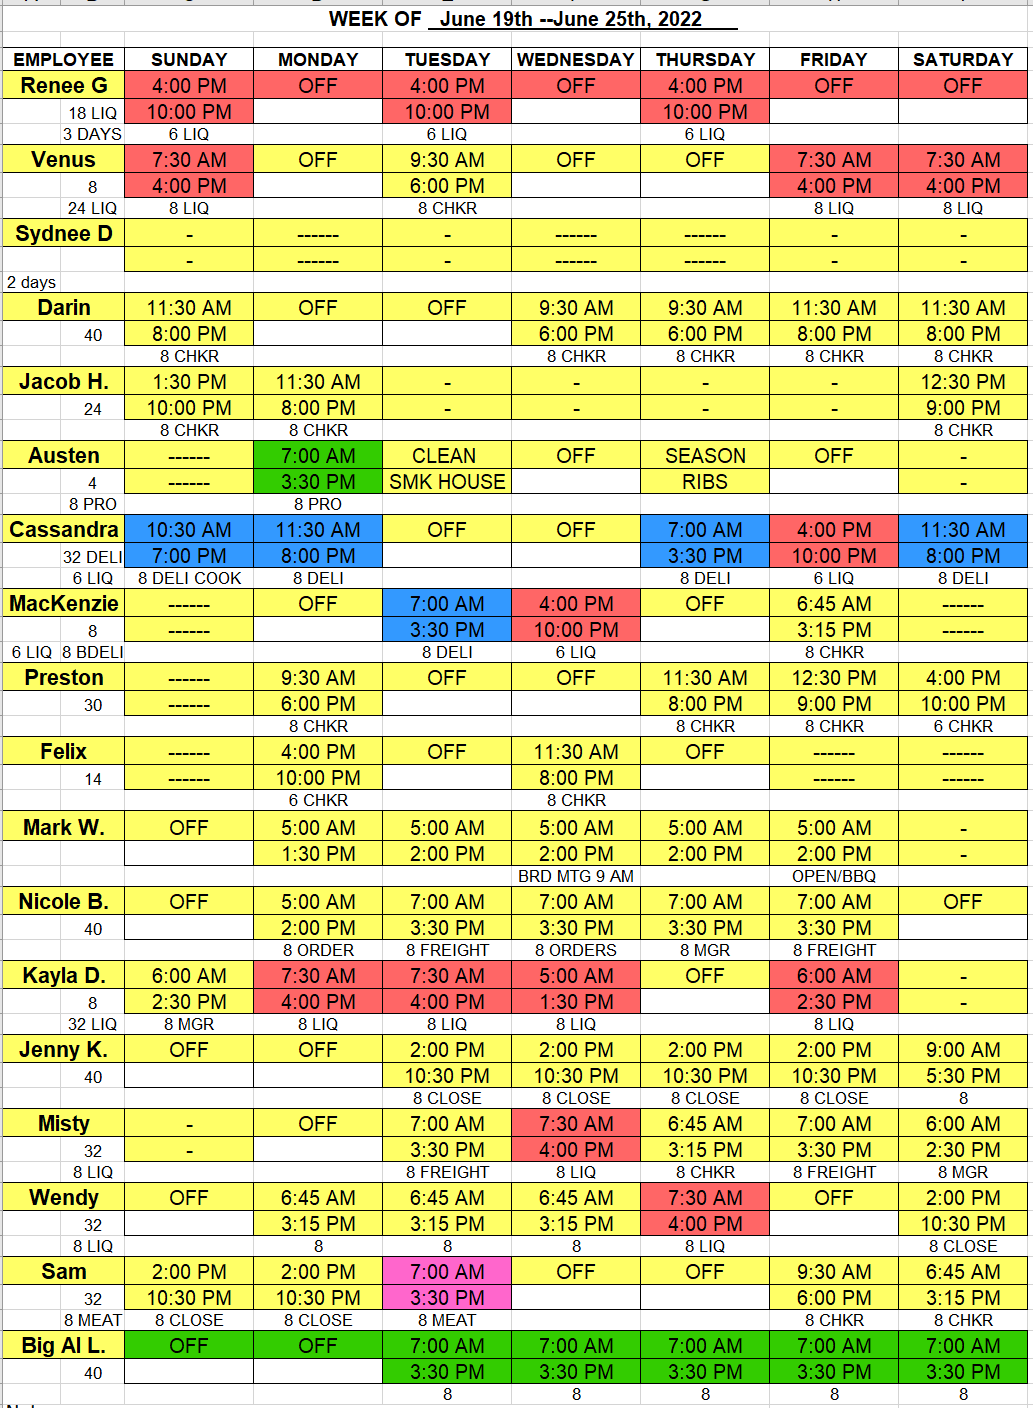 WEEK OF June 19th --June 25th, 2022
EMPLOYEE SUNDAY MONDAY TUESDAY WEDNESDAY THURSDAY FRIDAY SATURDAY
Renee G 4:00 PM OFF 4:00 PM OFF 4:00 PM OFF OFF
18 LIQ 10:00 PM 10:00 PM 10:00 PM
3 DAYS 6 LIQ 6 LIQ 6 LIQ
Venus 7:30 AM OFF 9:30 AM OFF OFF 7:30 AM 7:30 AM
8 4:00 PM 6:00 PM 4:00 PM 4:00 PM
24 LIQ 8 LIQ 8 CHKR 8 LIQ 8 LIQ
Sydnee D - ------ - ------ ------ - -
- ------ - ------ ------ - -
2 days
Darin 11:30 AM OFF OFF 9:30 AM 9:30 AM 11:30 AM 11:30 AM
40 8:00 PM 6:00 PM 6:00 PM 8:00 PM 8:00 PM
8 CHKR 8 CHKR 8 CHKR 8 CHKR 8 CHKR
Jacob H. 1:30 PM 11:30 AM - - - - 12:30 PM
24 10:00 PM 8:00 PM - - - - 9:00 PM
8 CHKR 8 CHKR 8 CHKR
Austen ------ 7:00 AM CLEAN OFF SEASON OFF -
4 ------ 3:30 PM SMK HOUSE RIBS -
8 PRO 8 PRO
Cassandra 10:30 AM 11:30 AM OFF OFF 7:00 AM 4:00 PM 11:30 AM
32 DELI 7:00 PM 8:00 PM 3:30 PM 10:00 PM 8:00 PM
6 LIQ 8 DELI COOK 8 DELI 8 DELI 6 LIQ 8 DELI
MacKenzie ------ OFF 7:00 AM 4:00 PM OFF 6:45 AM ------
8 ------ 3:30 PM 10:00 PM 3:15 PM ------
6 LIQ 8 BDELI 8 DELI 6 LIQ 8 CHKR
Preston ------ 9:30 AM OFF OFF 11:30 AM 12:30 PM 4:00 PM
30 ------ 6:00 PM 8:00 PM 9:00 PM 10:00 PM
8 CHKR 8 CHKR 8 CHKR 6 CHKR
Felix ------ 4:00 PM OFF 11:30 AM OFF ------ ------
14 ------ 10:00 PM 8:00 PM ------ ------
6 CHKR 8 CHKR
Mark W. OFF 5:00 AM 5:00 AM 5:00 AM 5:00 AM 5:00 AM -
1:30 PM 2:00 PM 2:00 PM 2:00 PM 2:00 PM -
BRD MTG 9 AM OPEN/BBQ
Nicole B. OFF 5:00 AM 7:00 AM 7:00 AM 7:00 AM 7:00 AM OFF
40 2:00 PM 3:30 PM 3:30 PM 3:30 PM 3:30 PM
8 ORDER 8 FREIGHT 8 ORDERS 8 MGR 8 FREIGHT
Kayla D. 6:00 AM 7:30 AM 7:30 AM 5:00 AM OFF 6:00 AM -
8 2:30 PM 4:00 PM 4:00 PM 1:30 PM 2:30 PM -
32 LIQ 8 MGR 8 LIQ 8 LIQ 8 LIQ 8 LIQ
Jenny K. OFF OFF 2:00 PM 2:00 PM 2:00 PM 2:00 PM 9:00 AM
40 10:30 PM 10:30 PM 10:30 PM 10:30 PM 5:30 PM
8 CLOSE 8 CLOSE 8 CLOSE 8 CLOSE 8
Misty - OFF 7:00 AM 7:30 AM 6:45 AM 7:00 AM 6:00 AM
32 - 3:30 PM 4:00 PM 3:15 PM 3:30 PM 2:30 PM
8 LIQ 8 FREIGHT 8 LIQ 8 CHKR 8 FREIGHT 8 MGR
Wendy OFF 6:45 AM 6:45 AM 6:45 AM 7:30 AM OFF 2:00 PM
32 3:15 PM 3:15 PM 3:15 PM 4:00 PM 10:30 PM
8 LIQ 8 8 8 8 LIQ 8 CLOSE
Sam 2:00 PM 2:00 PM 7:00 AM OFF OFF 9:30 AM 6:45 AM
32 10:30 PM 10:30 PM 3:30 PM 6:00 PM 3:15 PM
8 MEAT 8 CLOSE 8 CLOSE 8 MEAT 8 CHKR 8 CHKR
Big Al L. OFF OFF 7:00 AM 7:00 AM 7:00 AM 7:00 AM 7:00 AM
40 3:30 PM 3:30 PM 3:30 PM 3:30 PM 3:30 PM
8 8 8 8 8